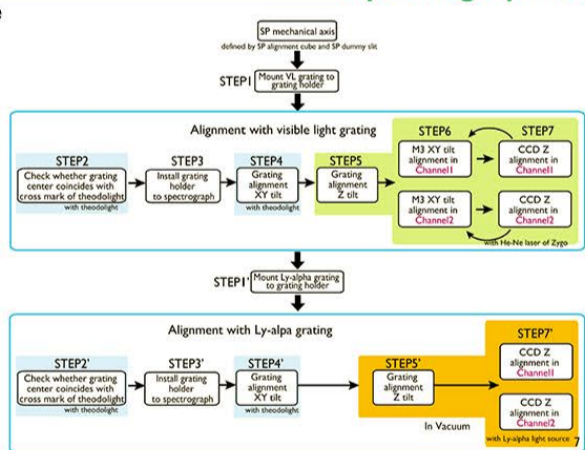 SP mechanical axis
defined by SP alignment cube and SP dummy slit
STEP1
Mount VL grating to
grating holder
Alignment with visible light grating
STEP2
Check whether grating
center coincides with
cross mark of theodolight
with theodolight
STEP3
Install grating
holder
to spectrograph
STEP4
Grating
alignment
XY tilt
with theodolight
STEP5
Grating
alignment
Z tilt
STEP6
M3 XY tilt
alignment in
Channel1
M3 XY tilt
alignment in
Channel2
STEP7
CCD Z
alignment in
Channel1
CCD Z
alignment in
Channel2
with He-Ne laser of Zygo
STEP1'
Mount Ly-alpha grating
to grating holder
Alignment with Ly-alpa grating
STEP2'
Check whether grating
center coincides with
cross mark of theodolight
with theodolight
STEP3'
Install grating
holder
to spectrograph
STEP4'
Grating
alignment
XY tilt
with theodolight
STEP5'
Grating
alignment
Z tilt
In Vacuum
STEP7'
CCD Z
alignment in
Channel1
CCD Z
alignment in
Channel2
with Ly-alpha light source
7